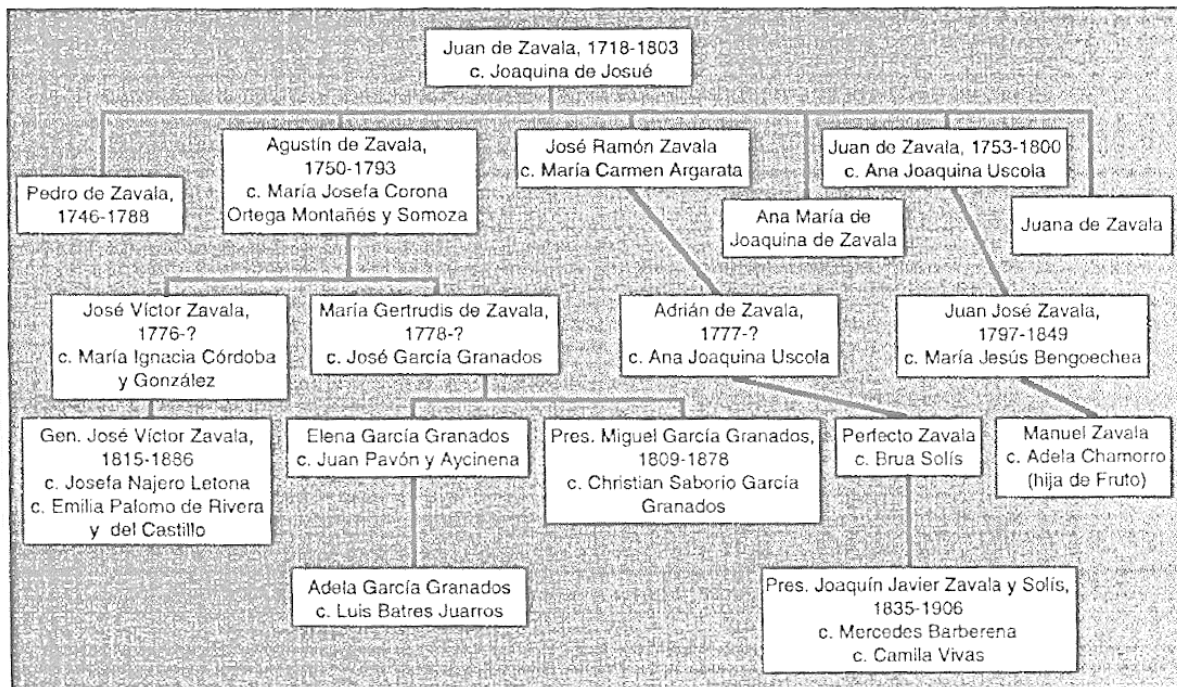 Juan de Zavala, 1718-1803
c. Joaquina de Josué
Pedro de Zavala,
1746-1788
Agustín de Zavala,
1750-1793
c. María Josefa Corona
Ortega Montañés y Somoza
José Ramón Zavala
c. María Carmen Argarata
Ana María de
Joaquina de Zavala
Juan de Zavala, 1753-1800
c. Ana Joaquina Uscola
Juana de Zavala
José Víctor Zavala,
1776-?
c. María Ignacia Córdoba
y González
María Gertrudis de Zavala,
1778-?
c. José García Granados
Adrián de Zavala,
1777-?
c. Ana Joaquina Uscola
Juan José Zavala,
1797-1849
c. María Jesús Bengoechea
Gen. José Víctor Zavala,
1815-1886
c. Josefa Najero Letona
c. Emilia Palomo de Rivera
y del Castillo
Elena García Granados
c. Juan Pavón y Aycinena
Pres. Miguel García Granados,
1809-1878
c. Christian Saborio García
Granados
Perfecto Zavala
c. Brua Solís
Manuel Zavala
c. Adela Chamorro
(hija de Fruto)
Adela García Granados
c. Luis Batres Juarros
Pres. Joaquín Javier Zavala y Solís,
1835-1906
c. Mercedes Barberena
c. Camila Vivas